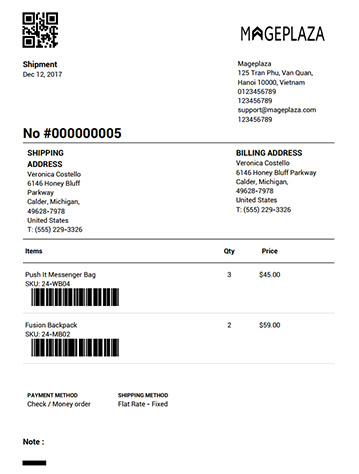 MAGEPLAZA
Shipment
Dec 12, 2017
Mageplaza
125 Tran Phu, Van Quan,
Hanoi 10000, Vietnam
0123456789
123456789
support@mageplaza.com
123456789
No #000000005
SHIPPING
ADDRESS
Veronica Costello
6146 Honey Bluff
Parkway
Calder, Michigan,
49628-7978
United States
T: (555) 229-3326
BILLING ADDRESS
Veronica Costello
6146 Honey Bluff Parkway
Calder, Michigan,
49628-7978
United States
T: (555) 229-3326
Items Qty Price
Push It Messenger Bag 3 $45.00
SKU: 24-WB04
Fusion Backpack 2 $59.00
SKU: 24-MB02
PAYMENT METHOD SHIPPING METHOD
Check / Money order Flat Rate - Fixed
Note :